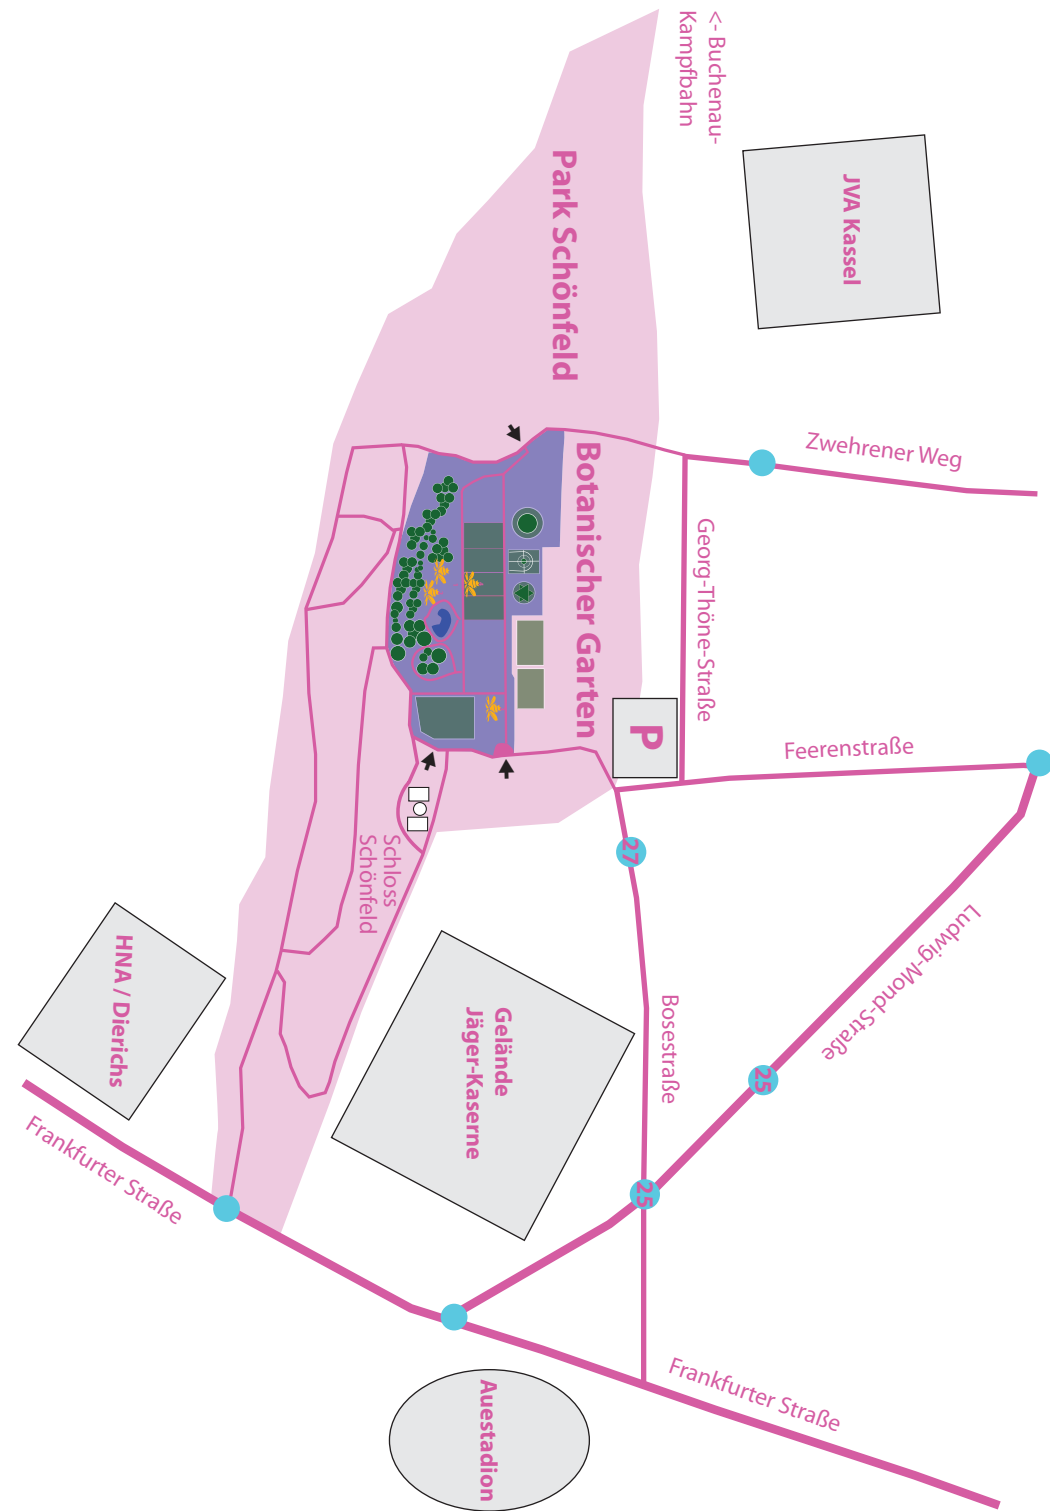 <- Buchenau-
Kampfbahn
JVA Kassel
Park Schönfeld
Zwehrener Weg
Botanischer Garten
Georg-Thöne-Straße
P
Feerenstraße
27
Schloss
Schönfeld
Ludwig-Mond-Straße
HNA / Dierichs
Gelände
Jäger-Kaserne
Bosestraße
25
25
Frankfurter Straße
Frankfurter Straße
Auestadion